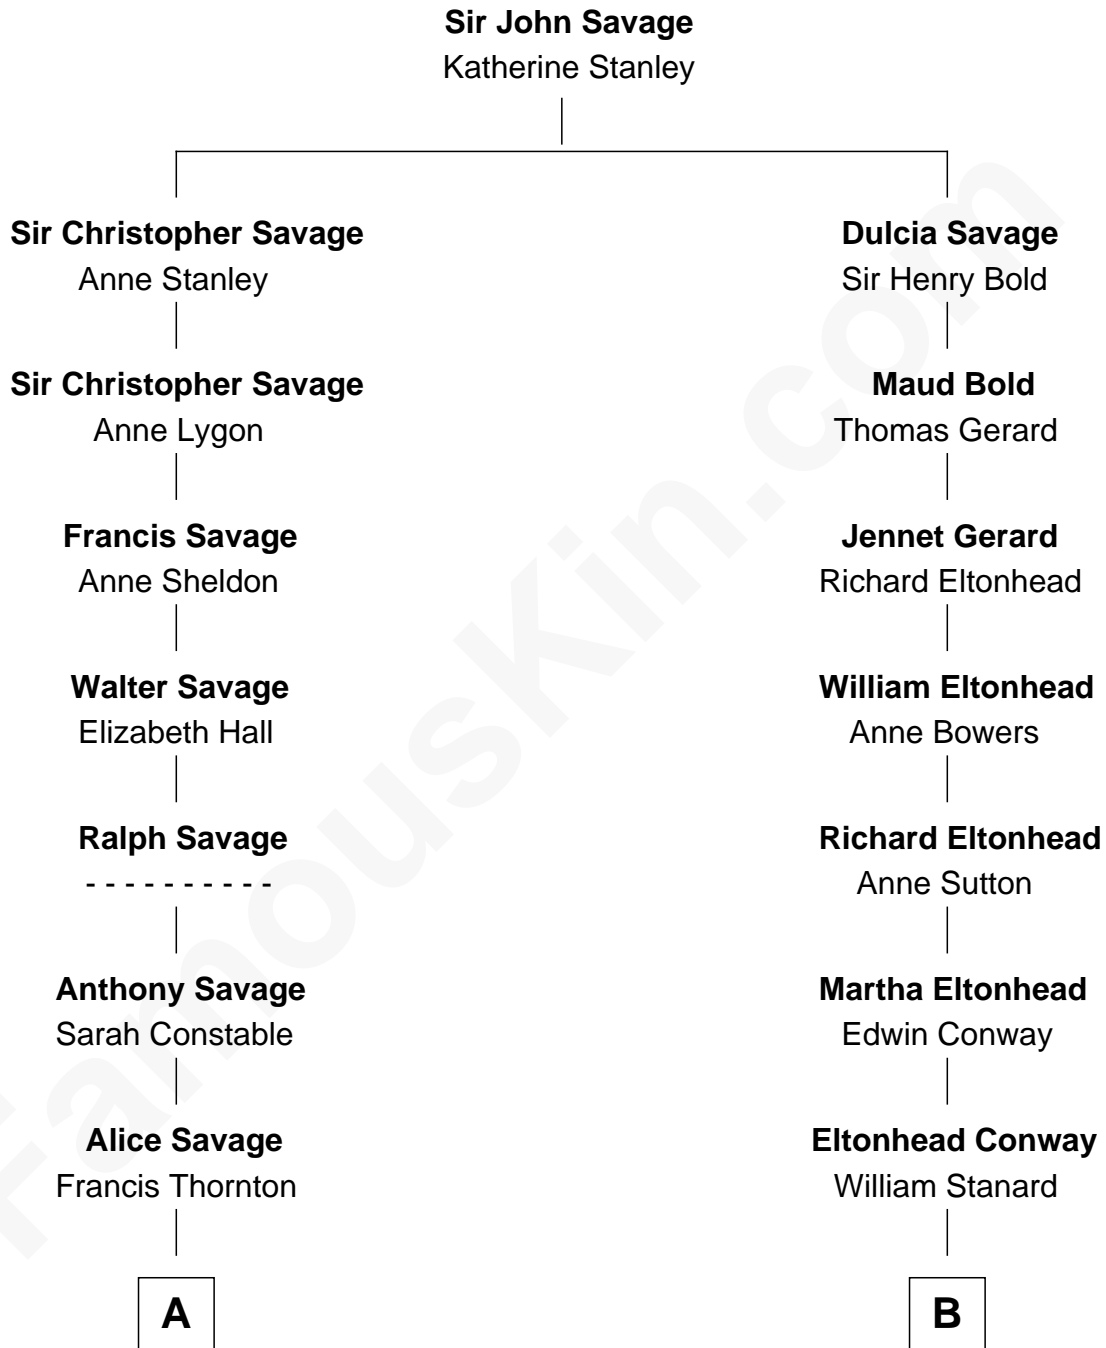 Sir John Savage
Katherine Stanley
Sir Christopher Savage
Anne Stanley
Dulcia Savage
Sir Henry Bold
Sir Christopher Savage
Anne Lygon
Maud Bold
Thomas Gerard
Francis Savage
Anne Sheldon
Jennet Gerard
Richard Eltonhead
Walter Savage
Elizabeth Hall
William Eltonhead
Anne Bowers
Ralph Savage
- - - - - - - - - -
Richard Eltonhead
Anne Sutton
Anthony Savage
Sarah Constable
Martha Eltonhead
Edwin Conway
Alice Savage
Francis Thornton
Eltonhead Conway
William Stanard
A
B
FamousKin.com